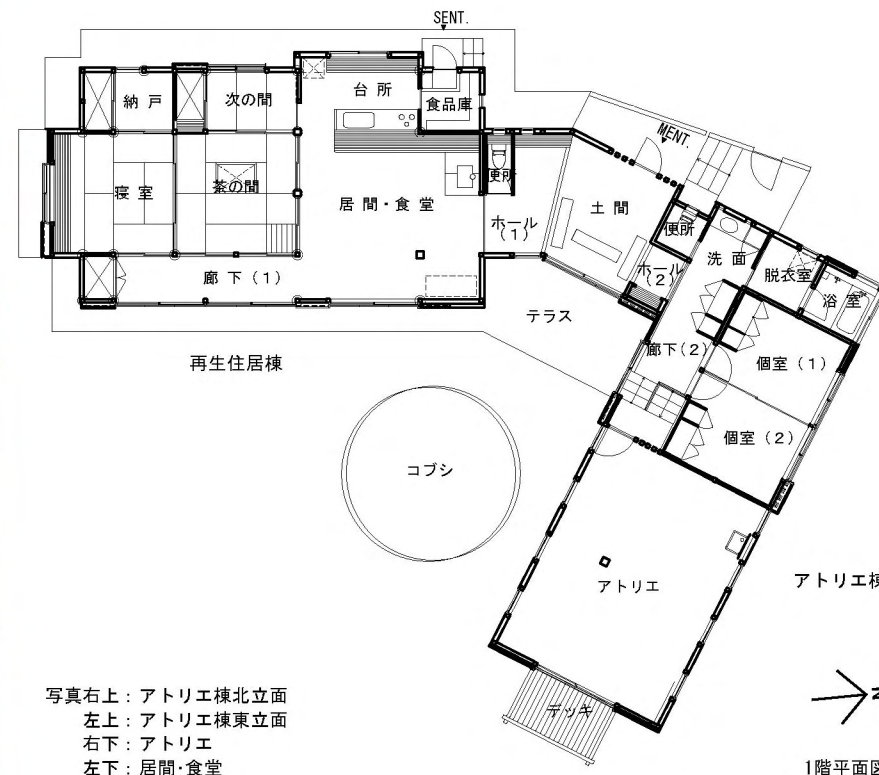 SENT.
台 所
食品庫
納 戸
次の間
MENT.
便所
寝 室
茶の間
居 間・食 堂
土 間
ホール
(1)
便所
洗 面
脱衣室
浴 室
ホール
(2)
廊 下 (1)
テラス
廊下(2)
個室 (1)
再生住居棟
個室 (2)
コブシ
アトリエ
アトリエ棟
デッキ
写真右上：アトリエ棟北立面
左上：アトリエ棟東立面
右下：アトリエ
左下：居間・食堂
1階平面図